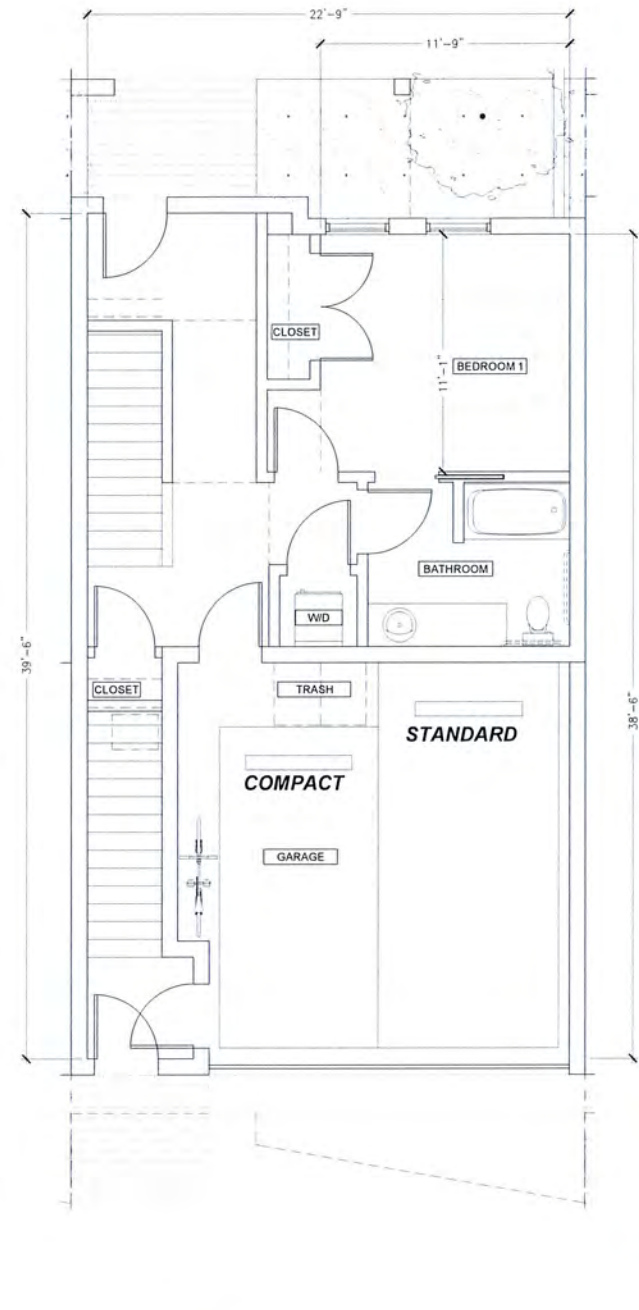 22'-9"
11'-9"
CLOSET
BEDROOM 1
11'-1"
BATHROOM
W/D
39'-6"
CLOSET
TRASH
38'-6"
STANDARD
COMPACT
GARAGE